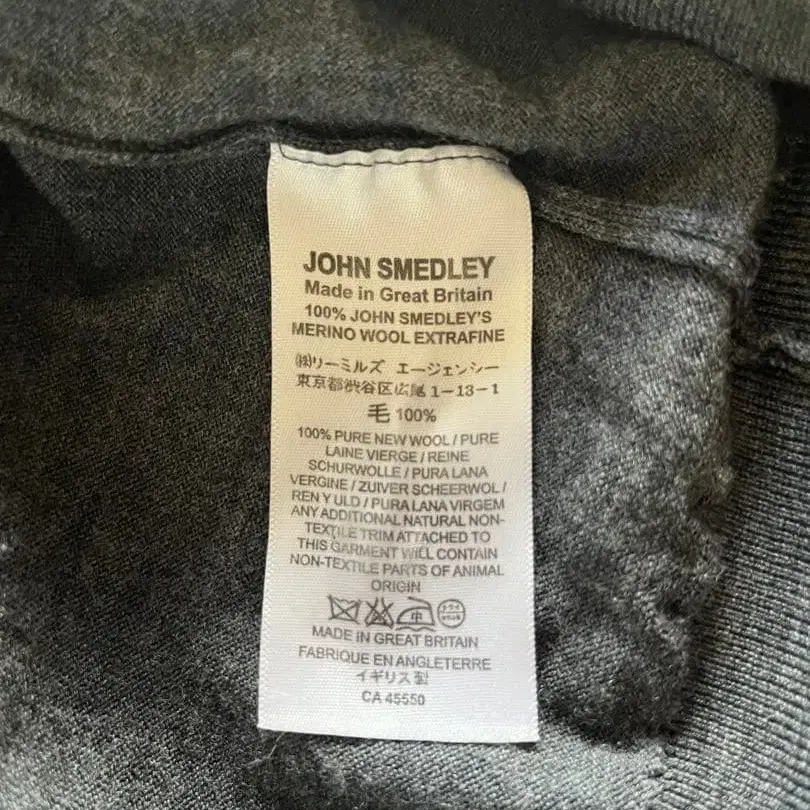 JOHN SMEDLEY
Made in Great Britain
100% JOHN SMEDLEY'S
MERINO WOOL EXTRAFINE
㈱リーミルズ エージェンシー
東京都渋谷区広尾1-13-1
毛 100%
100% PURE NEW WOOL / PURE
LAINE VIERGE / REINE
SCHURWOLLE / PURA LANA
VERGINE / ZUIVER SCHEERWOL /
REN Y ULD / PURA LANA VIRGEM
ANY ADDITIONAL NATURAL NON-
TEXTILE TRIM ATTACHED TO
THIS GARMENT WILL CONTAIN
NON-TEXTILE PARTS OF ANIMAL
ORIGIN
中 ドライ
MADE IN GREAT BRITAIN
FABRIQUE EN ANGLETERRE
イギリス製
CA 45550